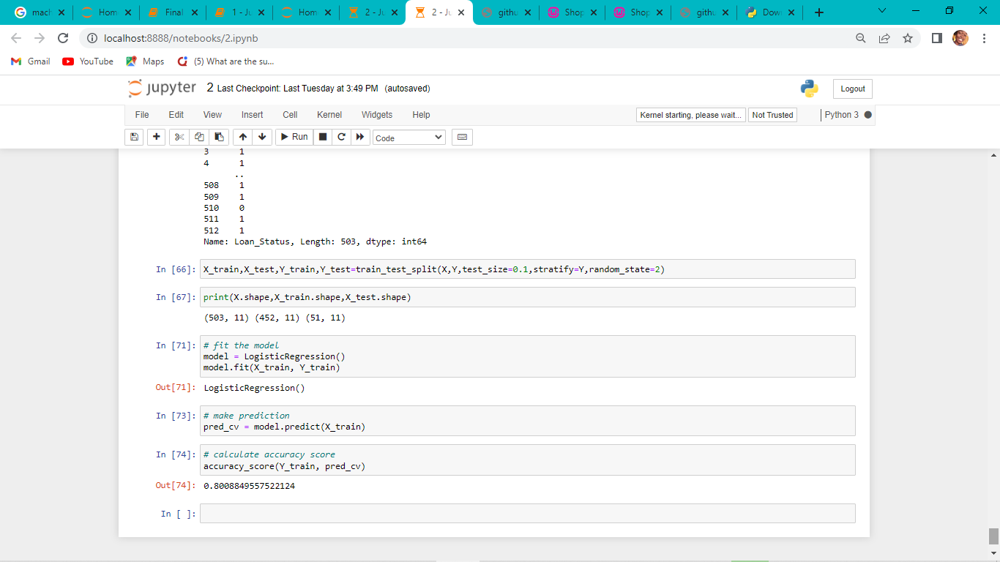 mach
Hom
Final
1 - Ju
Hom
2 - Ju
2 - Ju
githu
Shop
Shop
githu
Down
localhost:8888/notebooks/2.ipynb
Gmail YouTube Maps (5) What are the su...
jupyter 2 Last Checkpoint: Last Tuesday at 3:49 PM (autosaved)
Logout
File Edit View Insert Cell Kernel Widgets Help
Kernel starting, please wait... Not Trusted Python 3
Run Code
3 1
4 1
..
508 1
509 1
510 0
511 1
512 1
Name: Loan_Status, Length: 503, dtype: int64
In [66]: X_train,X_test,Y_train,Y_test=train_test_split(X,Y,test_size=0.1,stratify=Y,random_state=2)
In [67]: print(X.shape,X_train.shape,X_test.shape)
(503, 11) (452, 11) (51, 11)
In [71]: # fit the model
model = LogisticRegression()
model.fit(X_train, Y_train)
Out[71]: LogisticRegression()
In [73]: # make prediction
pred_cv = model.predict(X_train)
In [74]: # calculate accuracy score
accuracy_score(Y_train, pred_cv)
Out[74]: 0.8008849557522124
In [ ]: